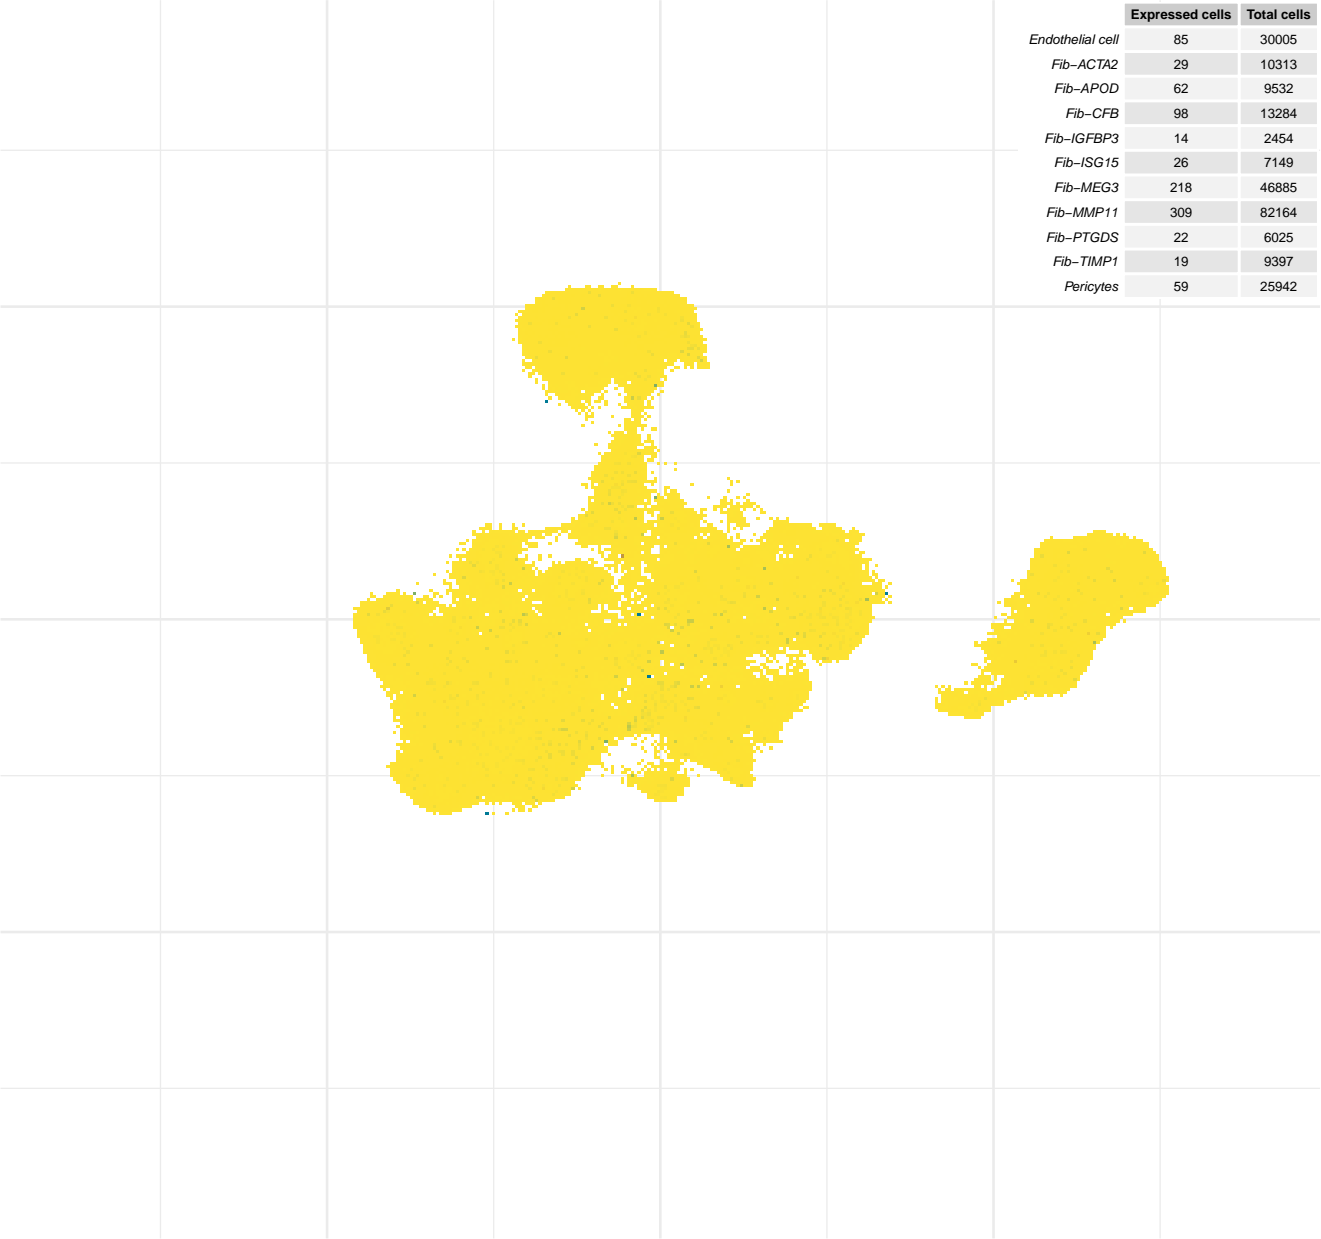 Expressed cells Total cells
Endothelial cell 85 30005
Fib−ACTA2 29 10313
Fib−APOD 62 9532
Fib−CFB 98 13284
Fib−IGFBP3 14 2454
Fib−ISG15 26 7149
Fib−MEG3 218 46885
Fib−MMP11 309 82164
Fib−PTGDS 22 6025
Fib−TIMP1 19 9397
Pericytes 59 25942